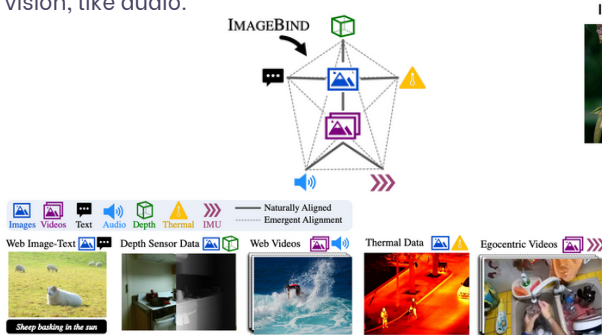 vision, like audio.
IMAGEBIND
Images Videos Text Audio Depth Thermal IMU
Naturally Aligned
Emergent Alignment
Web Image-Text
Depth Sensor Data
Web Videos
Thermal Data
Egocentric Videos
Sheep basking in the sun